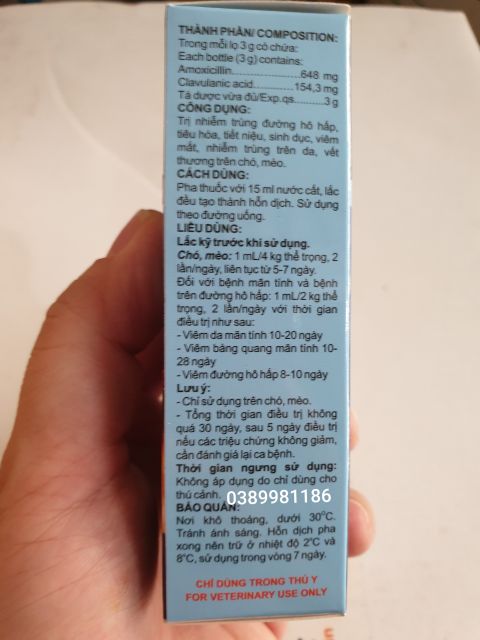 THÀNH PHẦN/ COMPOSITION:
Trong mỗi lọ 3 g có chứa:
Each bottle (3 g) contains:
Amoxicillin..................648 mg
Clavulanic acid...........154,3 mg
Tá dược vừa đủ/Exp.qs..........3 g
CÔNG DỤNG:
Trị nhiễm trùng đường hô hấp,
tiêu hóa, tiết niệu, sinh dục, viêm
mắt, nhiễm trùng trên da, vết
thương trên chó, mèo.
CÁCH DÙNG:
Pha thuốc với 15 ml nước cất, lắc
đều tạo thành hỗn dịch. Sử dụng
theo đường uống.
LIỀU DÙNG:
Lắc kỹ trước khi sử dụng.
Chó, mèo: 1 mL/4 kg thể trọng, 2
lần/ngày, liên tục từ 5-7 ngày.
Đối với bệnh mãn tính và bệnh
trên đường hô hấp: 1 mL/2 kg thể
trọng, 2 lần/ngày với thời gian
điều trị như sau:
- Viêm da mãn tính 10-20 ngày
- Viêm bàng quang mãn tính 10-
28 ngày
- Viêm đường hô hấp 8-10 ngày
Lưu ý:
- Chỉ sử dụng trên chó, mèo.
- Tổng thời gian điều trị không
quá 30 ngày, sau 5 ngày điều trị
nếu các triệu chứng không giảm,
cần đánh giá lại ca bệnh.
Thời gian ngưng sử dụng:
Không áp dụng do chỉ dùng cho
thú cảnh.
0389981186
BẢO QUẢN:
Nơi khô thoáng, dưới 30°C.
Tránh ánh sáng. Hỗn dịch pha
xong nên trữ ở nhiệt độ 2°C và
8°C, sử dụng trong vòng 7 ngày.
CHỈ DÙNG TRONG THÚ Y
FOR VETERINARY USE ONLY